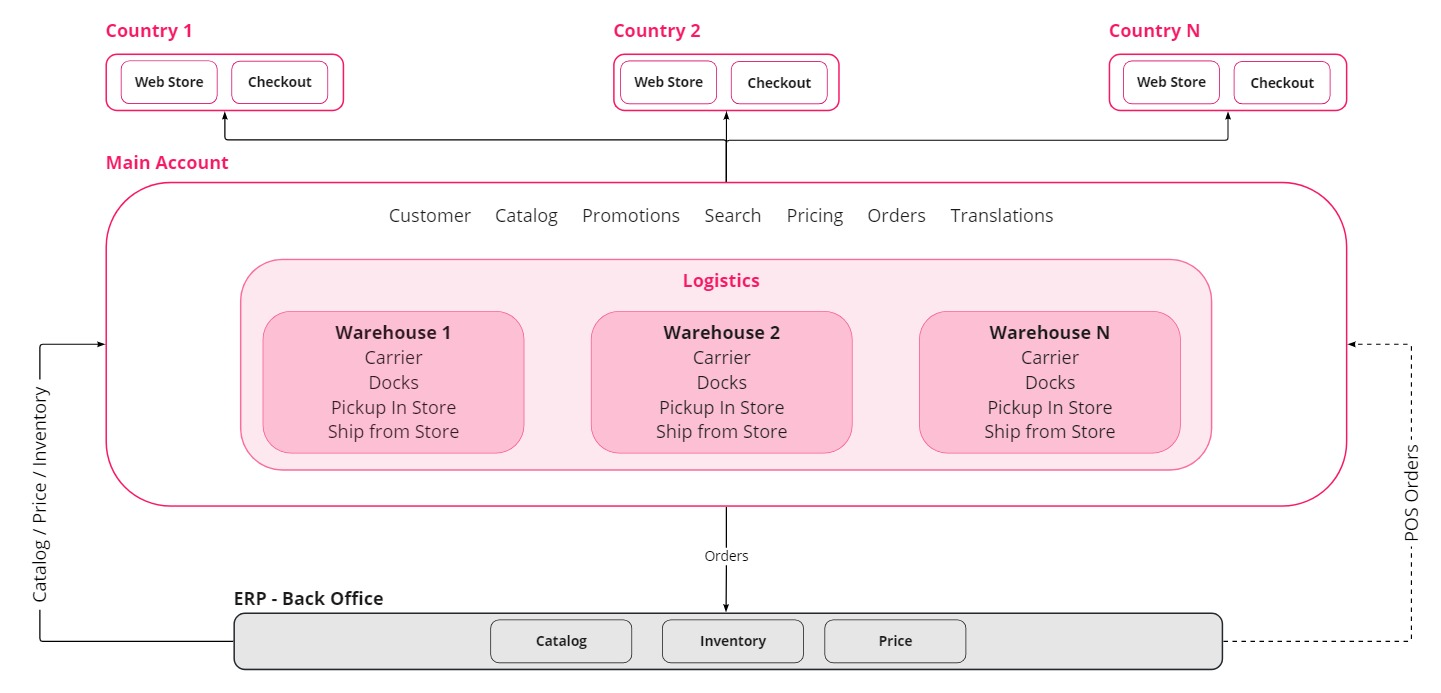 Country 1
Country 2
Country N
Web Store
Checkout
Web Store
Checkout
Web Store
Checkout
Main Account
Customer Catalog Promotions Search Pricing Orders Translations
Logistics
Warehouse 1
Carrier
Docks
Pickup In Store
Ship from Store
Warehouse 2
Carrier
Docks
Pickup In Store
Ship from Store
Warehouse N
Carrier
Docks
Pickup In Store
Ship from Store
Catalog / Price / Inventory
POS Orders
Orders
ERP - Back Office
Catalog
Inventory
Price